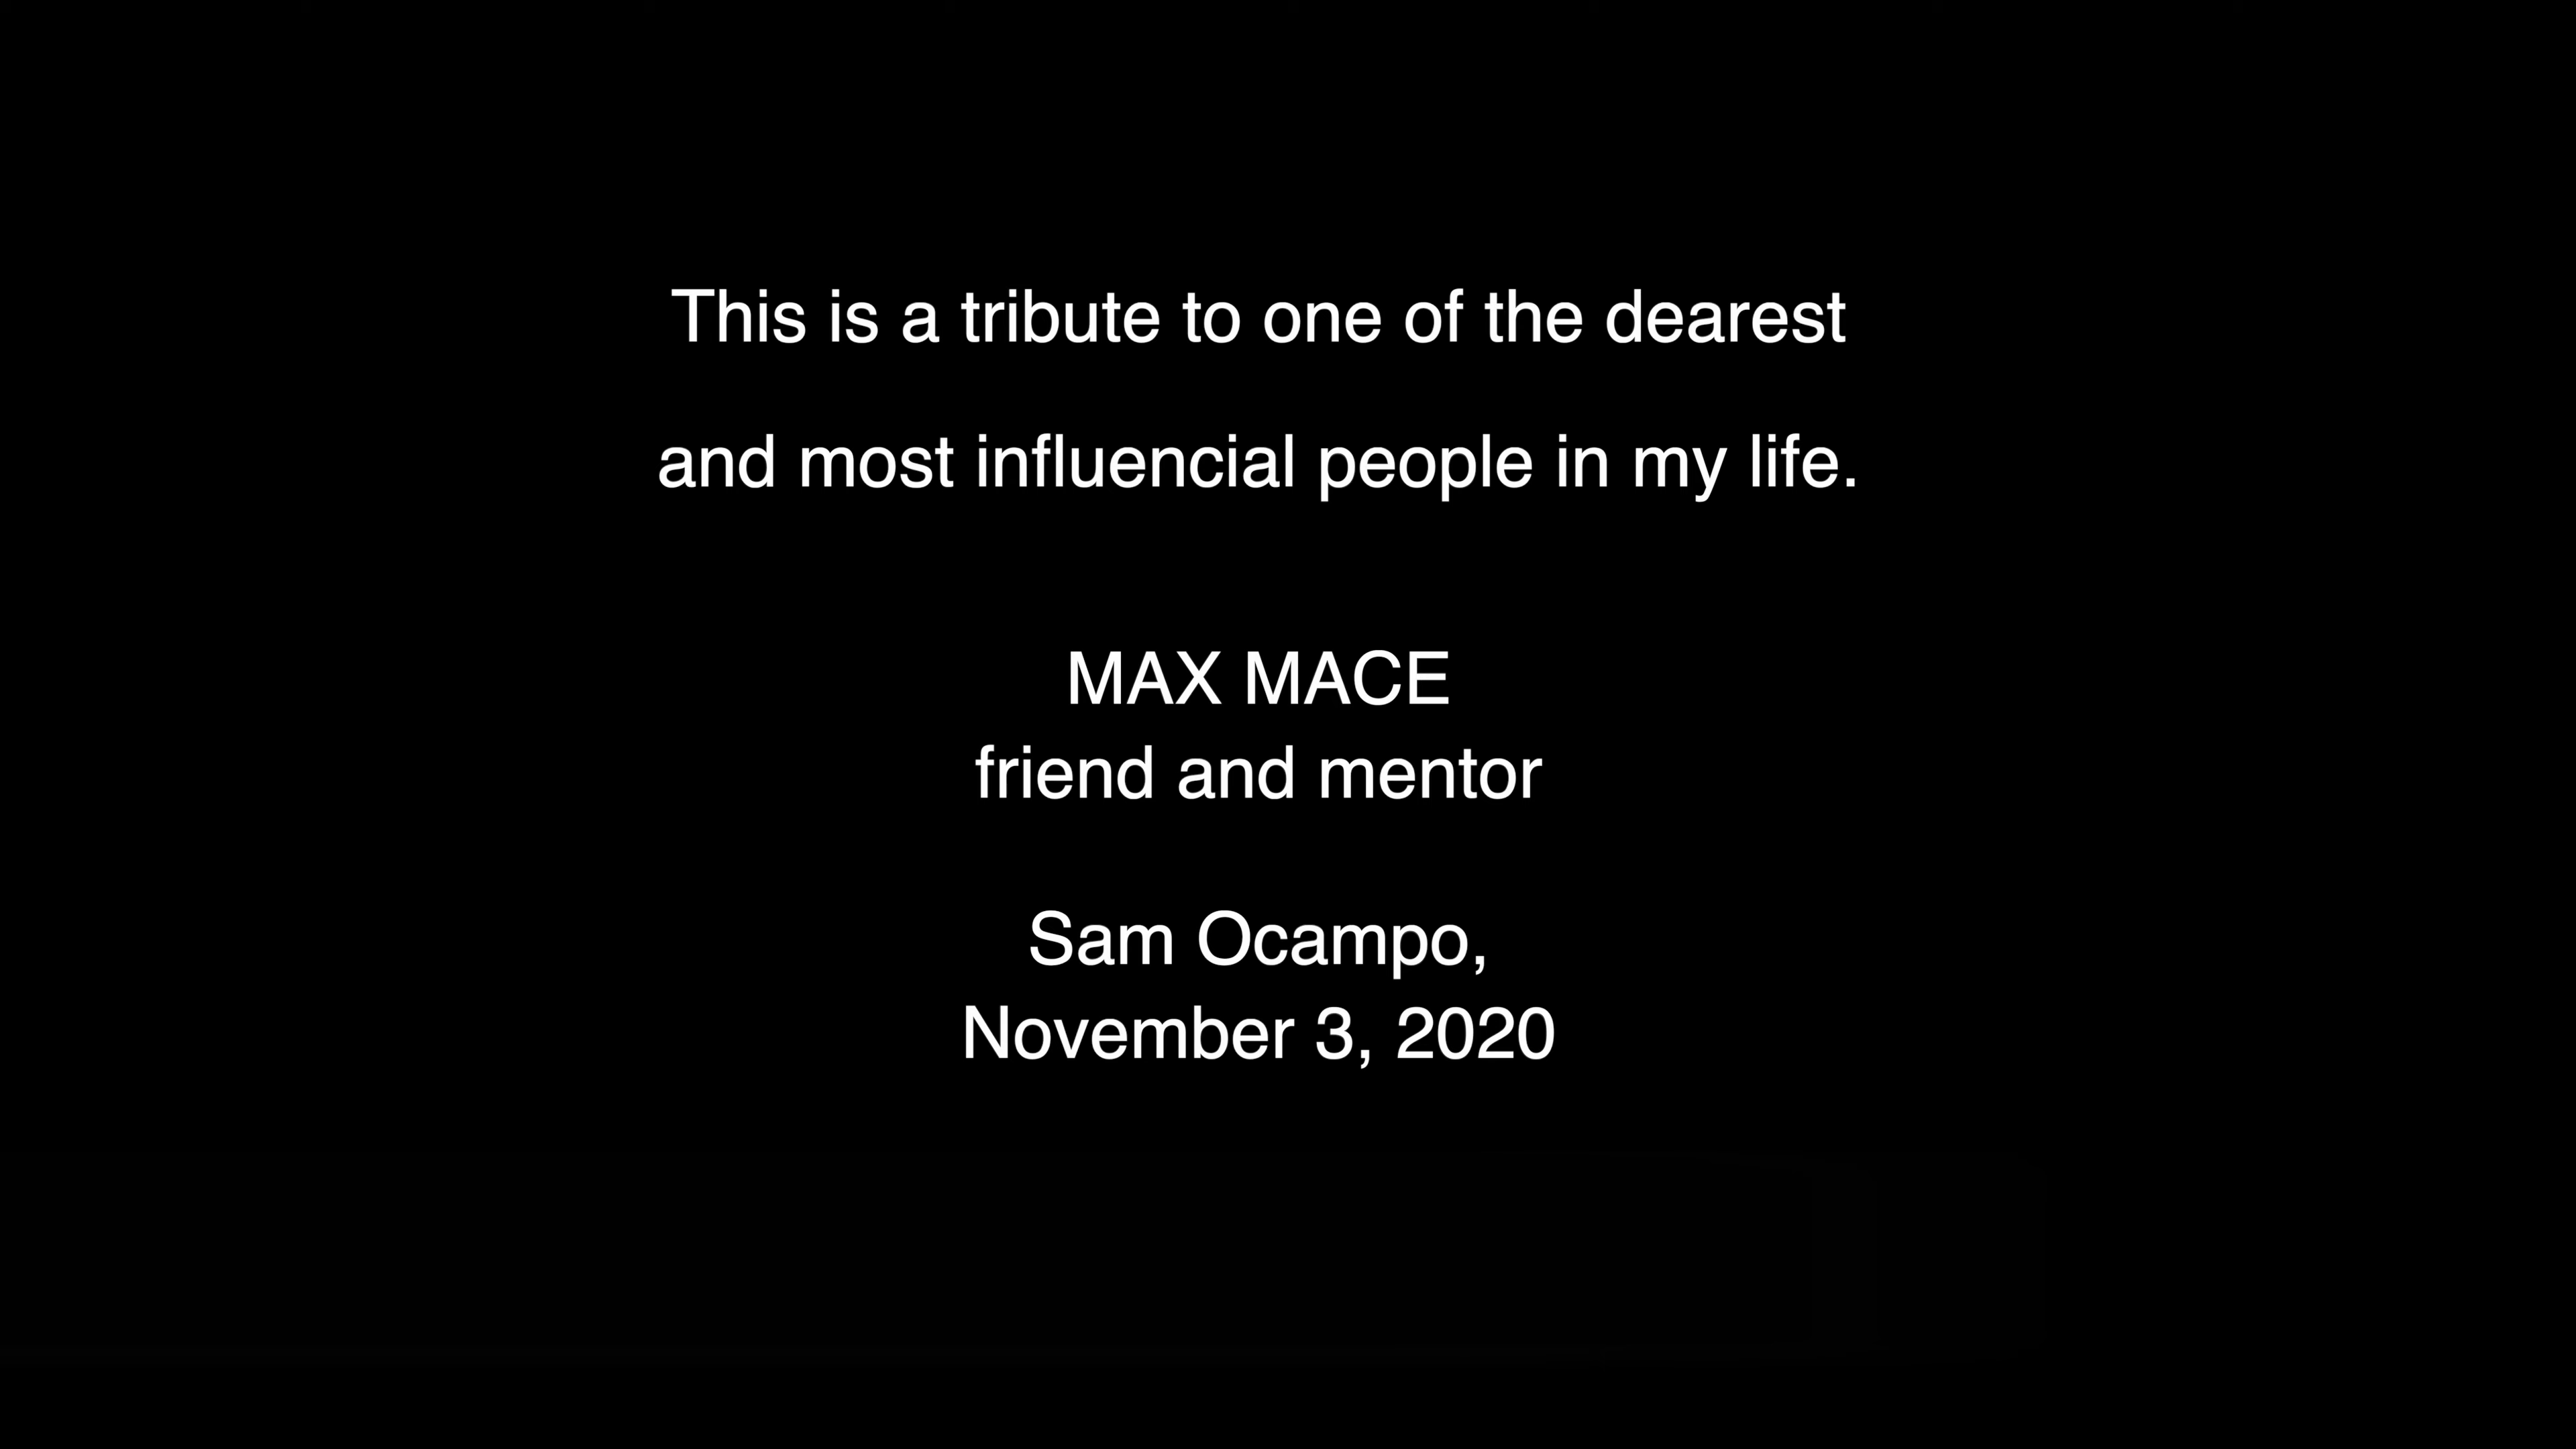 This is a tribute to one of the dearest
and most influencial people in my life.
MAX MACE
friend and mentor
Sam Ocampo,
November 3, 2020